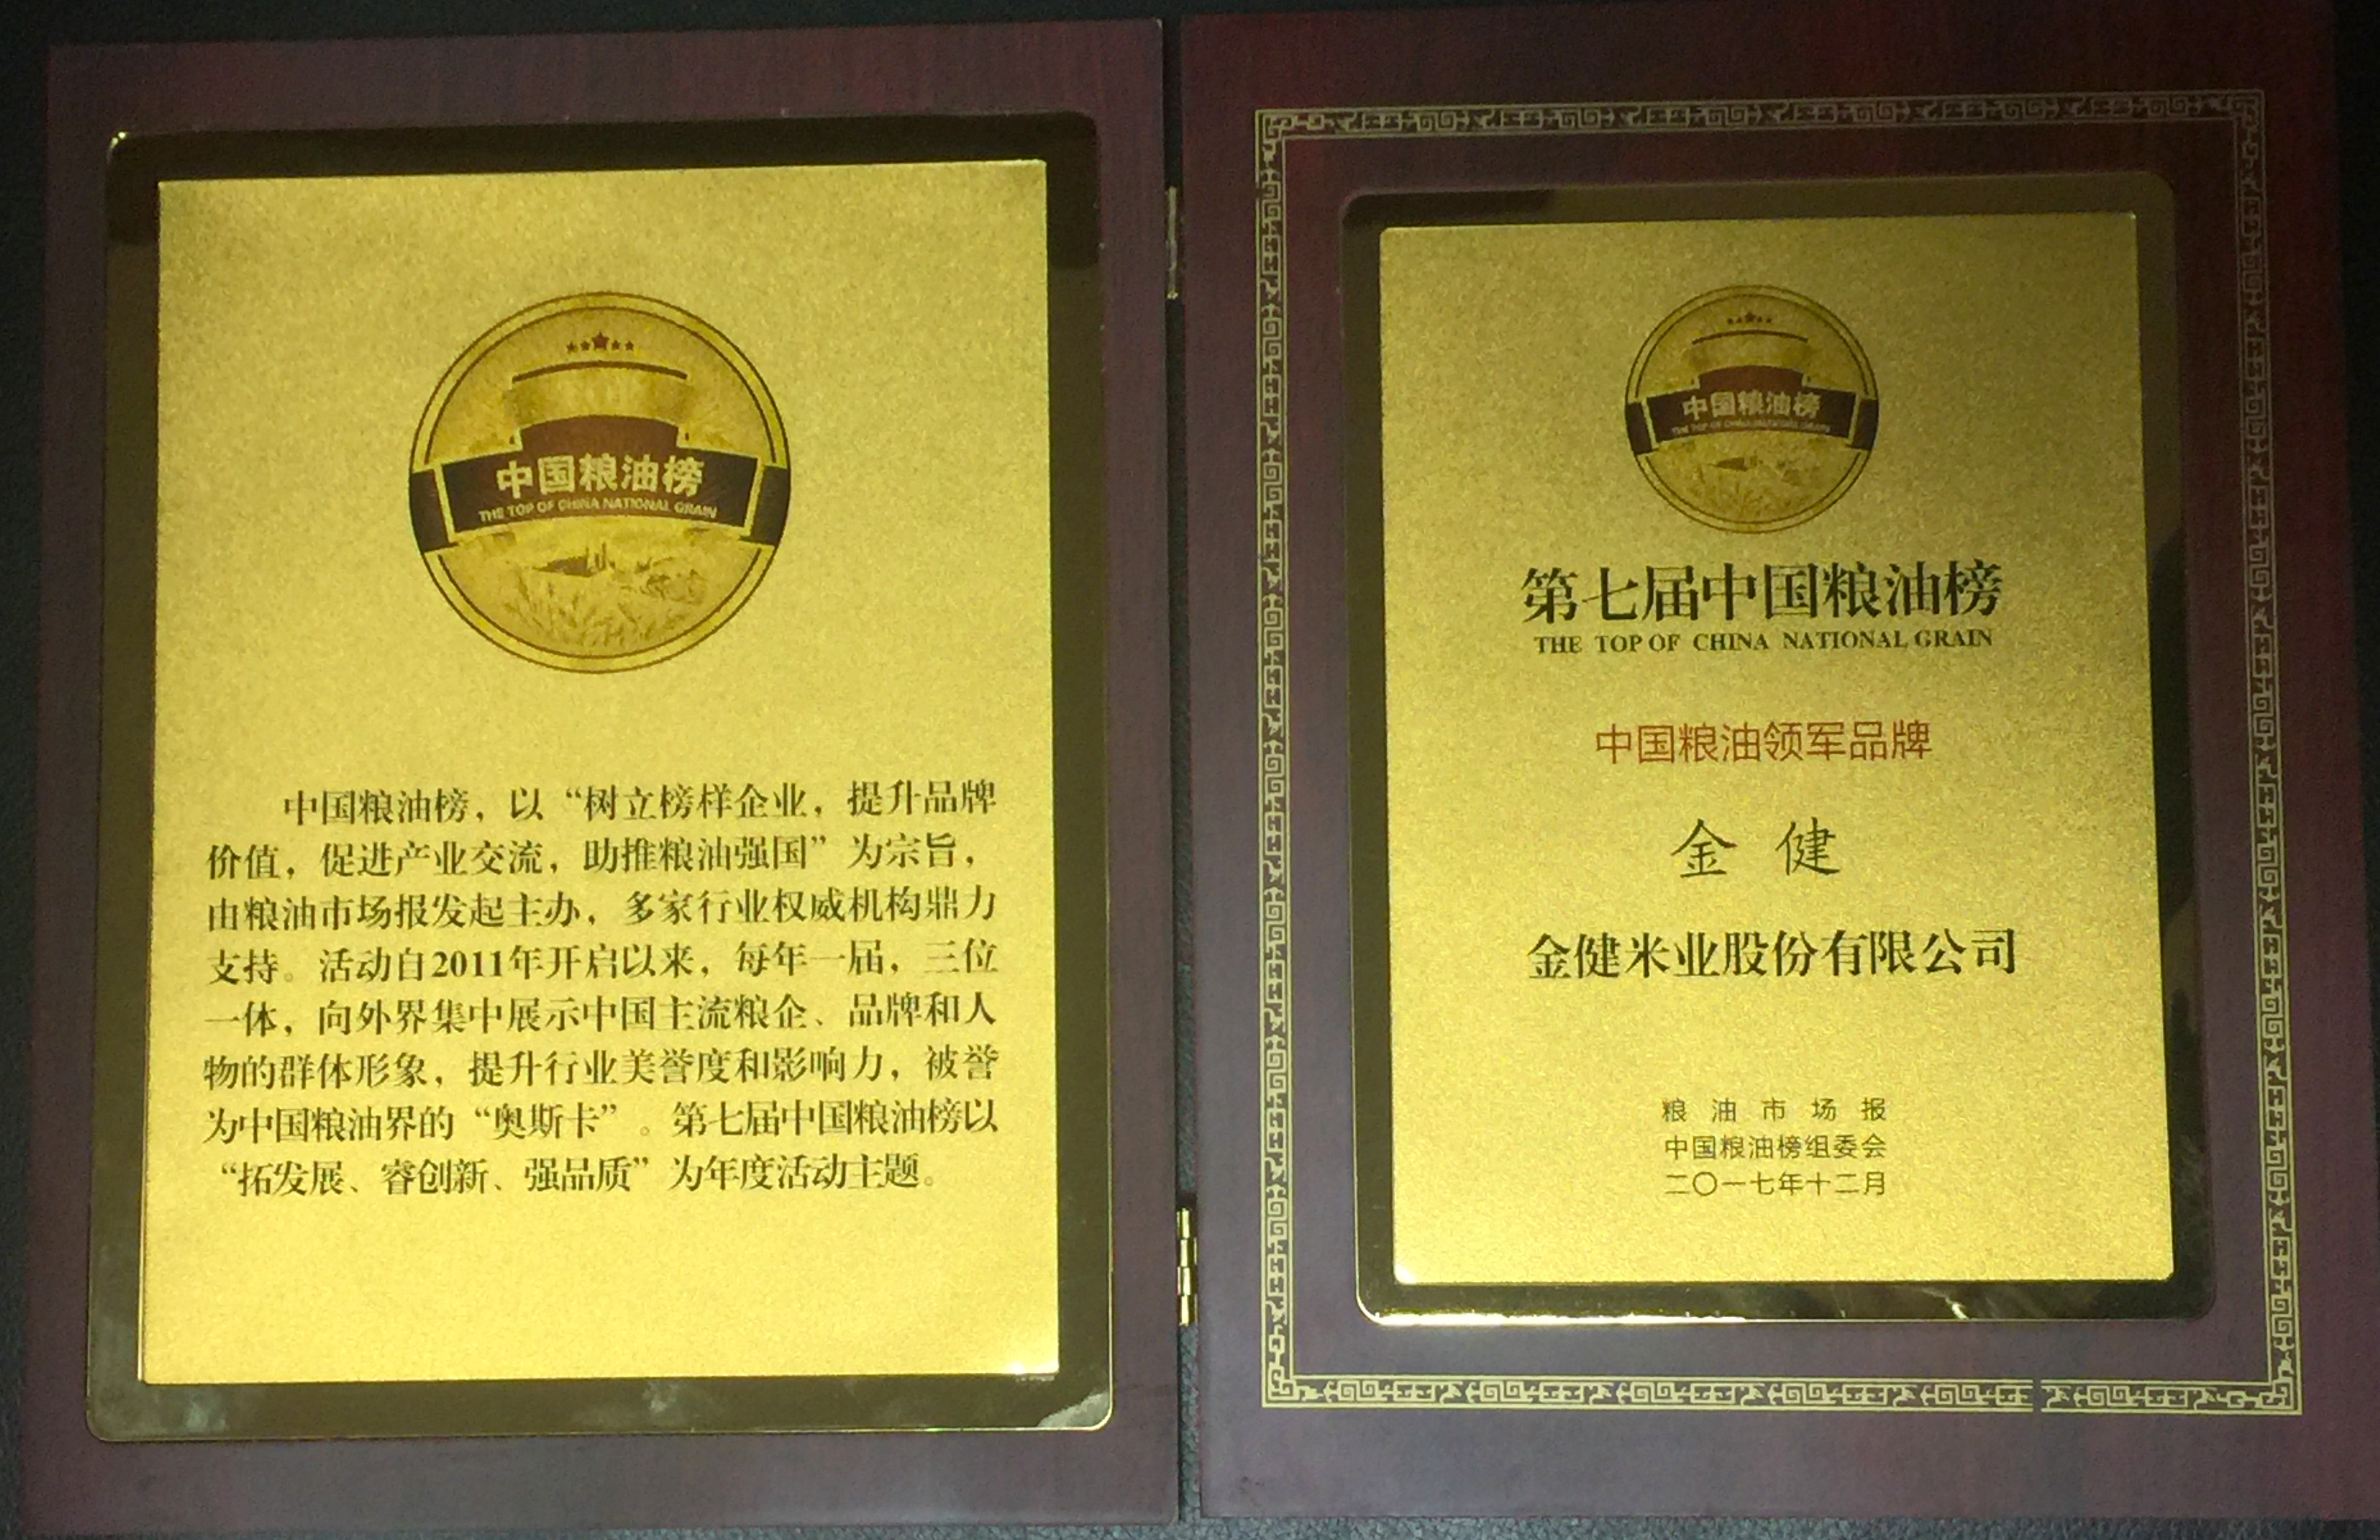 中国粮油榜
THE TOP OF CHINA NATIONAL GRAIN
中国粮油榜，以“树立榜样企业，提升品牌
价值，促进产业交流，助推粮油强国”为宗旨，
由粮油市场报发起主办，多家行业权威机构鼎力
支持。活动自2011年开启以来，每年一届，三位
一体，向外界集中展示中国主流粮企、品牌和人
物的群体形象，提升行业美誉度和影响力，被誉
为中国粮油界的“奥斯卡”。第七届中国粮油榜以
“拓发展、睿创新、强品质”为年度活动主题。
中国粮油榜
THE TOP OF CHINA NATIONAL GRAIN
第七届中国粮油榜
THE TOP OF CHINA NATIONAL GRAIN
中国粮油领军品牌
金 健
金健米业股份有限公司
粮油市场报
中国粮油榜组委会
二〇一七年十二月